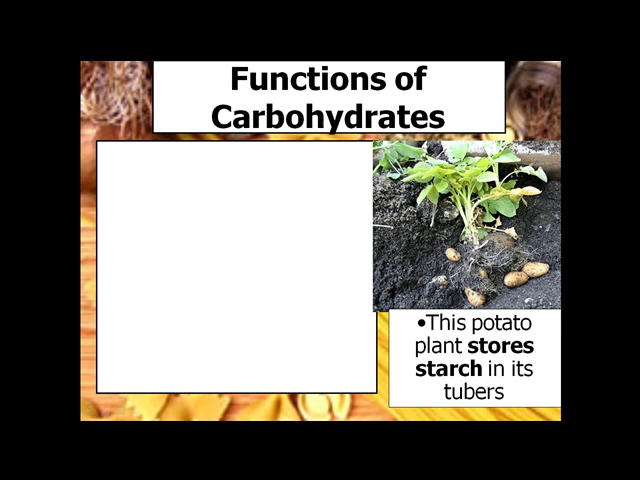 Functions of
Carbohydrates
•This potato
plant stores
starch in its
tubers